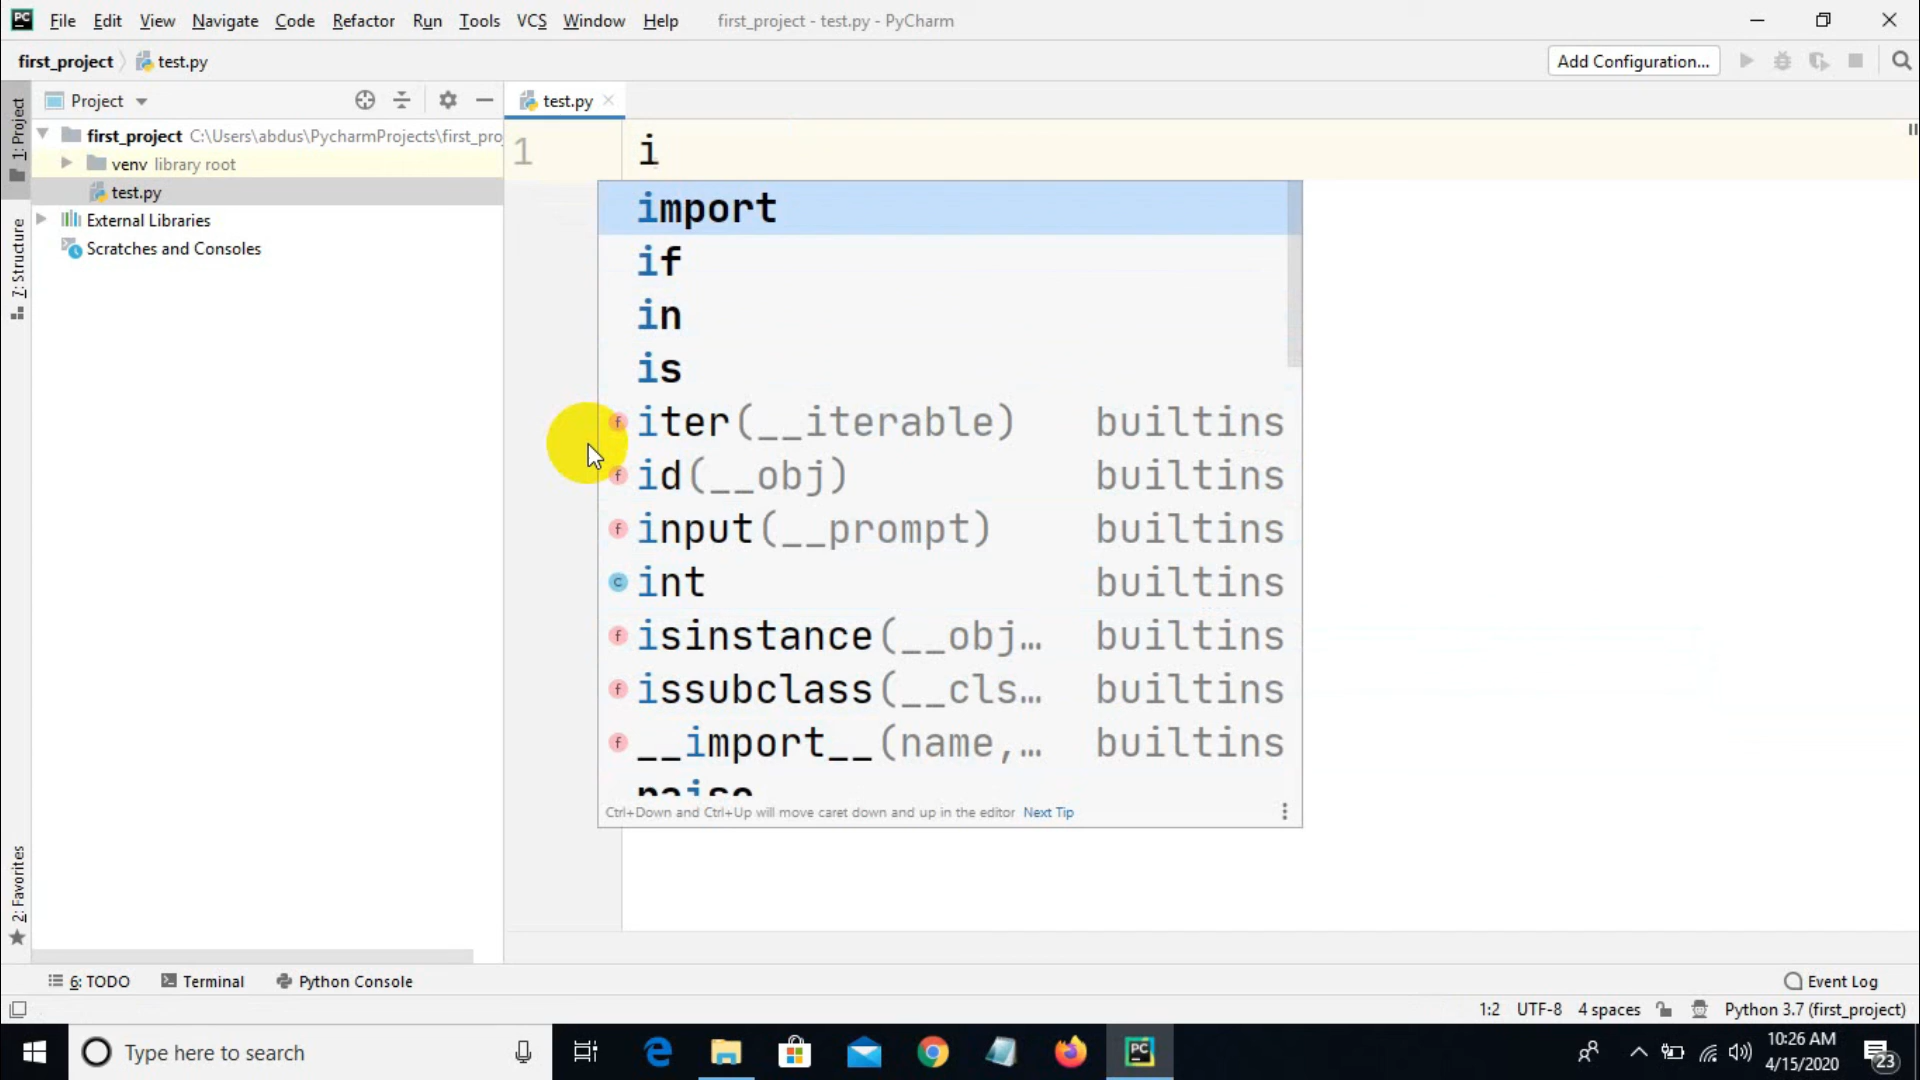 PC File Edit View Navigate Code Refactor Run Tools VCS Window Help first_project - test.py - PyCharm
first_project test.py Add Configuration...
1: Project
Project
test.py
first_project C:\Users\abdus\PycharmProjects\first_pro
venv library root
test.py
External Libraries
Scratches and Consoles
7: Structure
2: Favorites
1 i
import
if
in
is
f iter(__iterable) builtins
f id(__obj) builtins
f input(__prompt) builtins
c int builtins
f isinstance(__obj… builtins
f issubclass(__cls… builtins
f __import__(name,… builtins
raise
Ctrl+Down and Ctrl+Up will move caret down and up in the editor Next Tip
6: TODO Terminal Python Console Event Log
1:2 UTF-8 4 spaces Python 3.7 (first_project)
Type here to search
PC
10:26 AM
4/15/2020
23